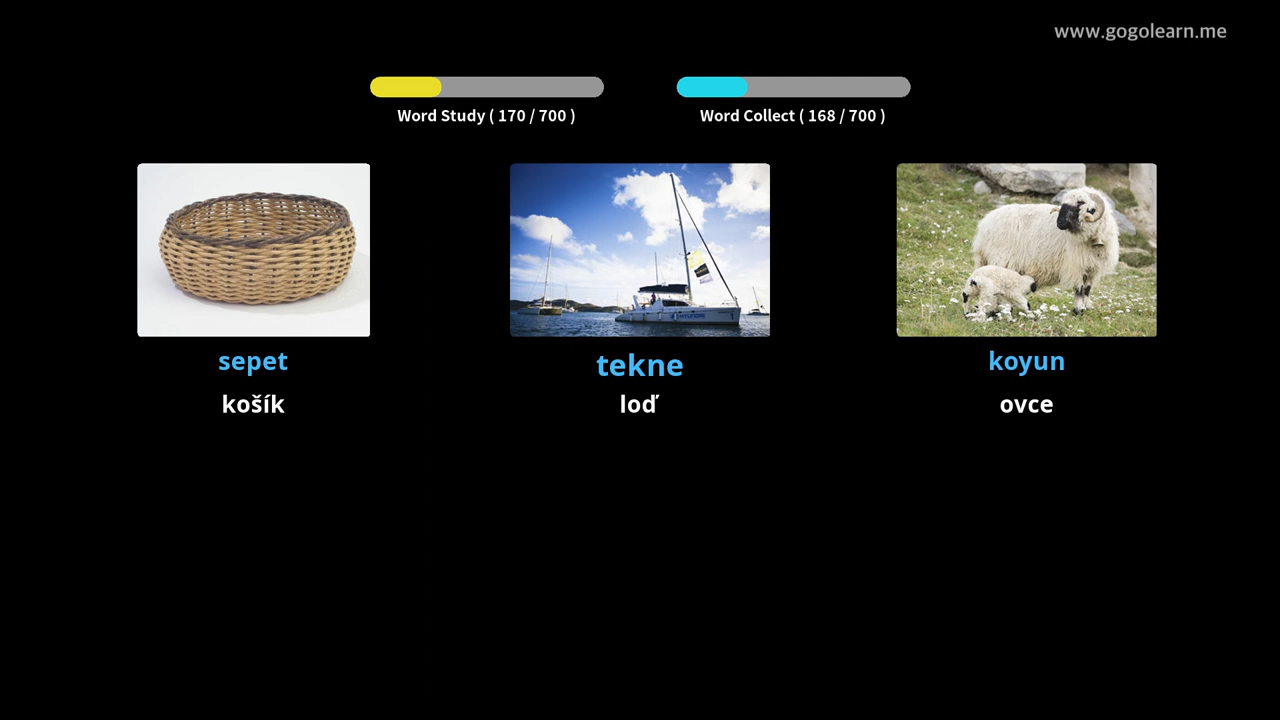 www.gogolearn.me
Word Study ( 170 / 700 )
Word Collect ( 168 / 700 )
sepet
tekne
koyun
košík
loď
ovce